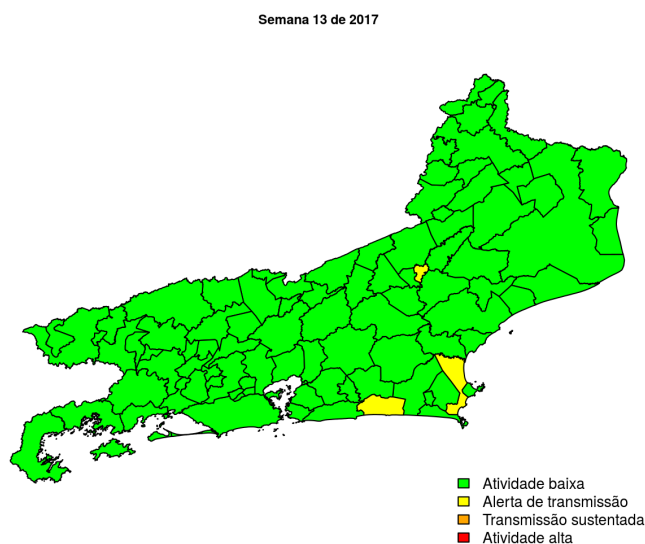 Semana 13 de 2017
Atividade baixa
Alerta de transmissão
Transmissão sustentada
Atividade alta